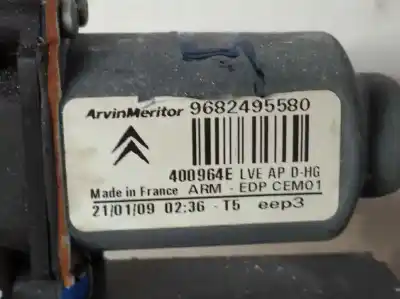 ArvinMeritor 9682495580
400964E LVE AP D-HG
Made in France ARM - EDP CEM01
21/01/09 02:36 - T5 eep3